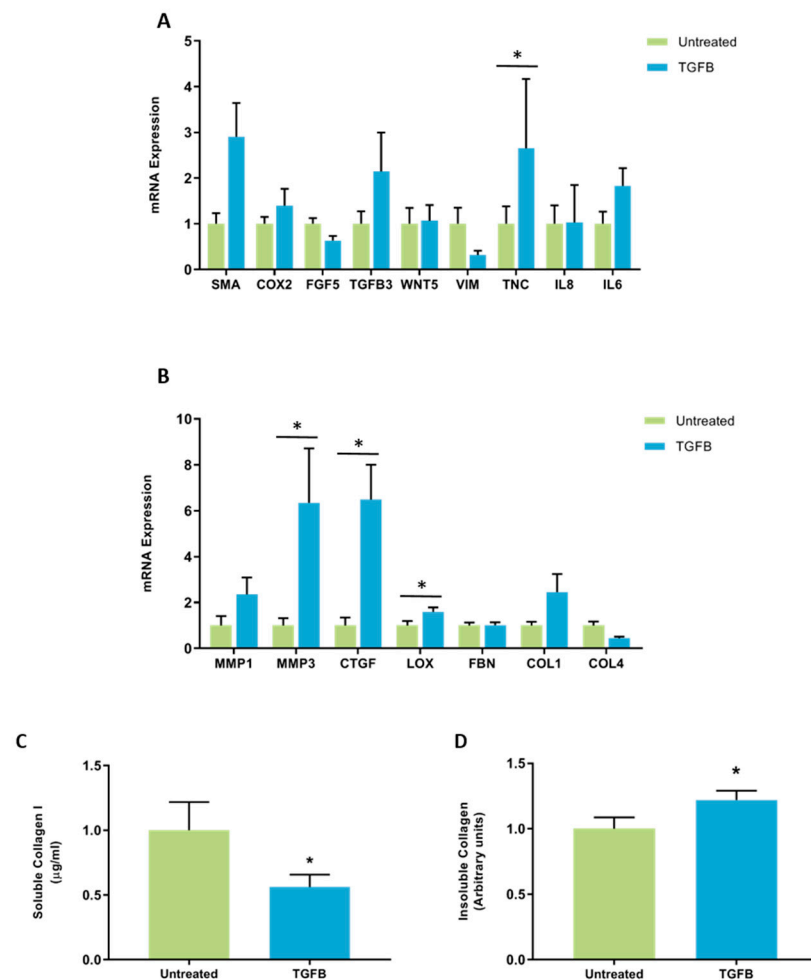 A
Untreated
TGFB
mRNA Expression
5
4
3
2
1
0
*
SMA COX2 FGF5 TGFB3 WNT5 VIM TNC IL8 IL6
B
Untreated
TGFB
mRNA Expression
10
8
6
4
2
0
* * *
MMP1 MMP3 CTGF LOX FBN COL1 COL4
C
Soluble Collagen I
(µg/ml)
1.5
1.0
0.5
0.0
*
Untreated TGFB
D
Insoluble Collagen
(Arbitrary units)
1.5
1.0
0.5
0.0
*
Untreated TGFB